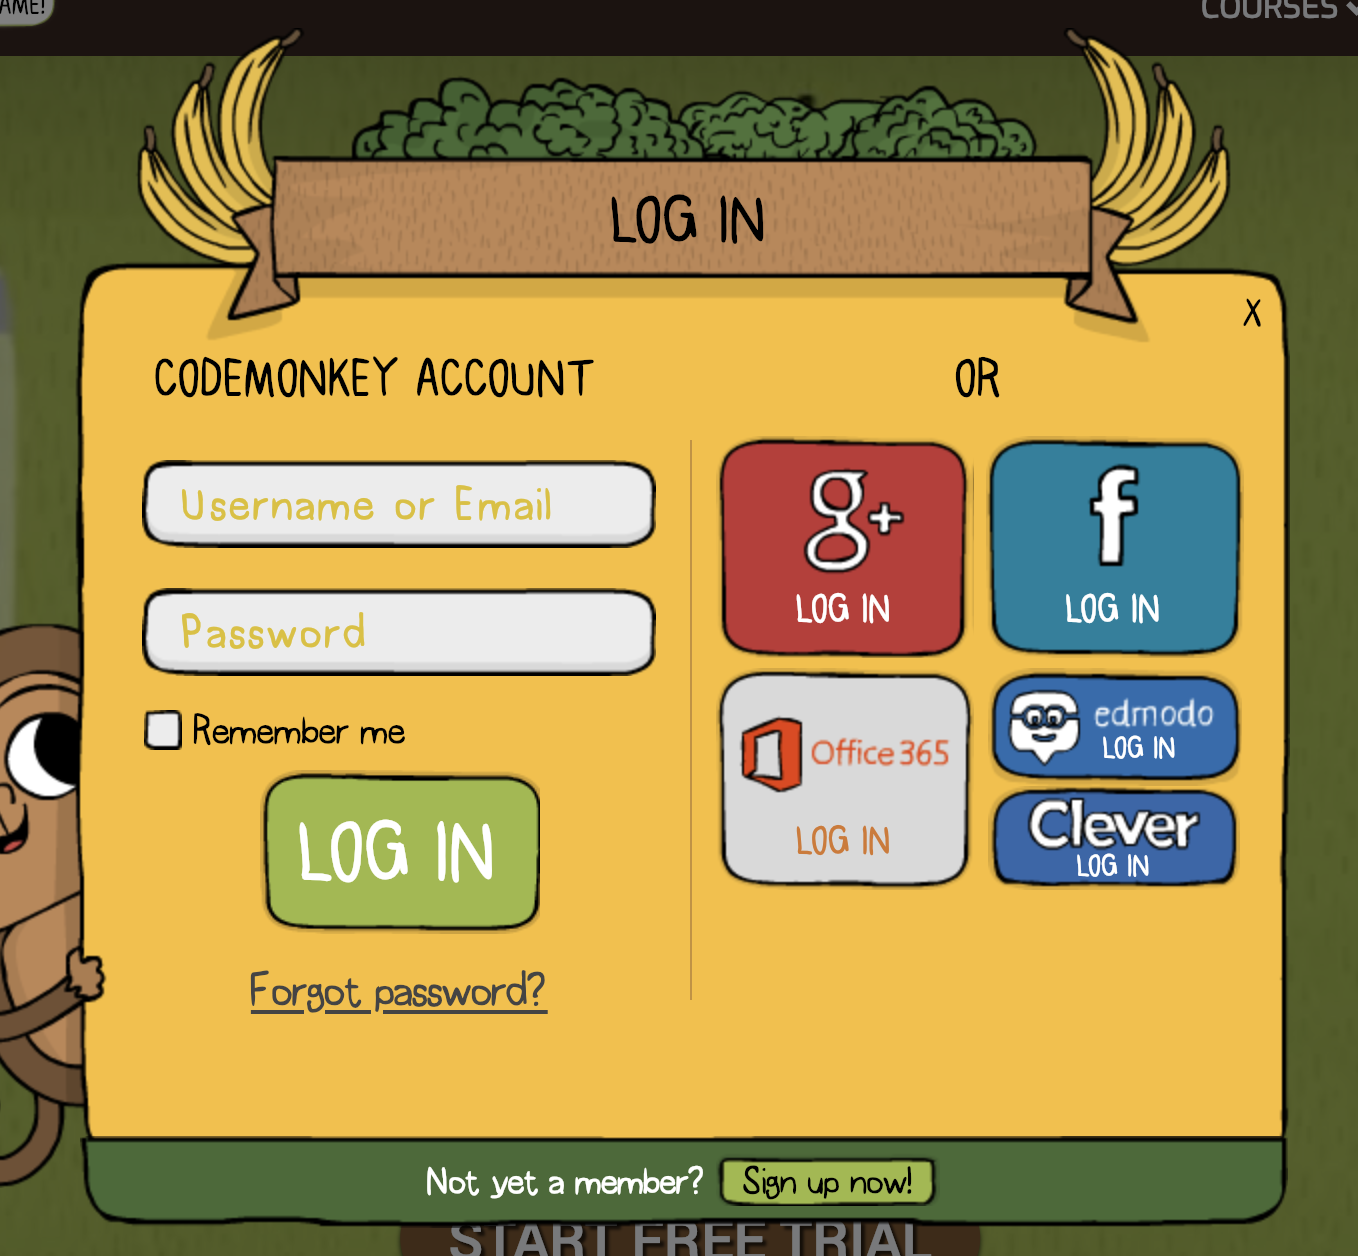 AME!
COURSES
LOG IN
X
CODEMONKEY ACCOUNT
OR
Username or Email
Password
Remember me
LOG IN
Forgot password?
g+
LOG IN
f
LOG IN
Office 365
LOG IN
edmodo
LOG IN
Clever
LOG IN
Not yet a member?
Sign up now!
START FREE TRIAL